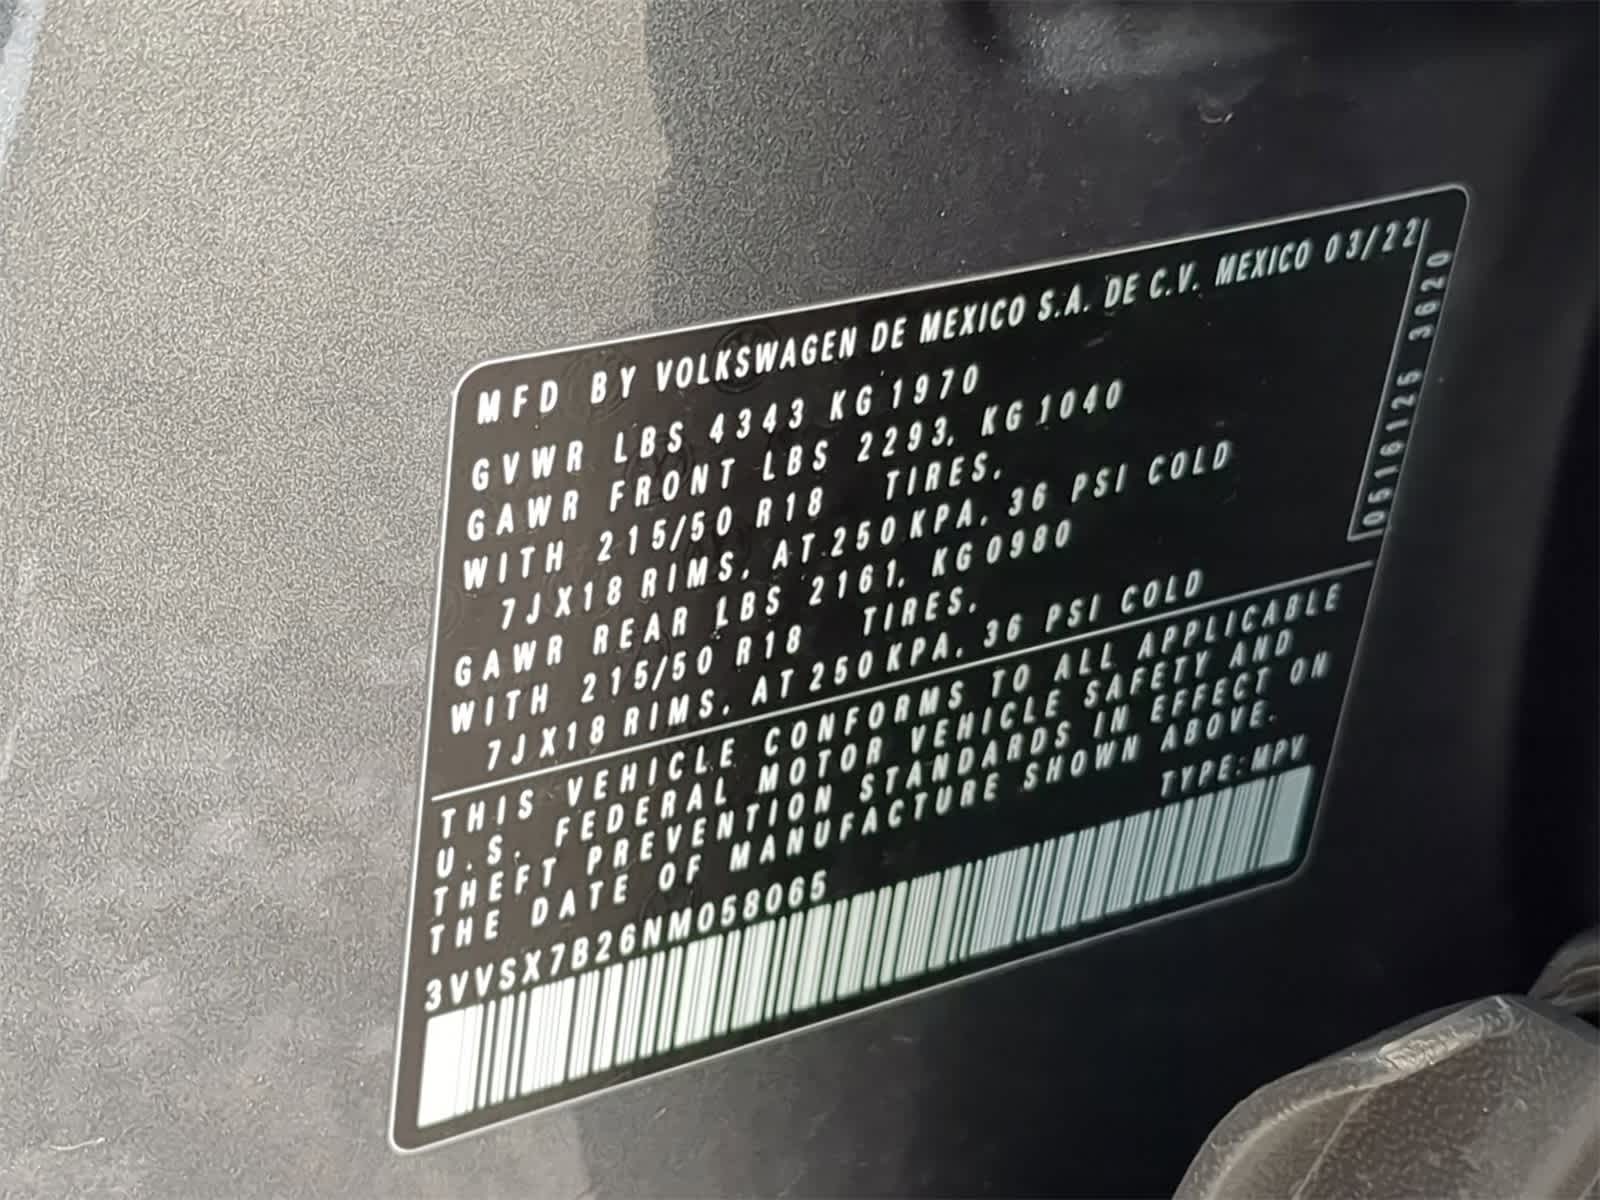 MFD BY VOLKSWAGEN DE MEXICO S.A. DE C.V. MEXICO 03/22
GVWR LBS 4343 KG 1970
GAWR FRONT LBS 2293, KG 1040
WITH 215/50 R18 TIRES,
7JX18 RIMS, AT 250 KPA, 36 PSI COLD
GAWR REAR LBS 2161, KG 0980
WITH 215/50 R18 TIRES,
7JX18 RIMS, AT 250 KPA, 36 PSI COLD
THIS VEHICLE CONFORMS TO ALL APPLICABLE
U.S. FEDERAL MOTOR VEHICLE SAFETY AND
THEFT PREVENTION STANDARDS IN EFFECT ON
THE DATE OF MANUFACTURE SHOWN ABOVE.
3VVSX7B26NM058065 TYPE: MPV
0516125 3620